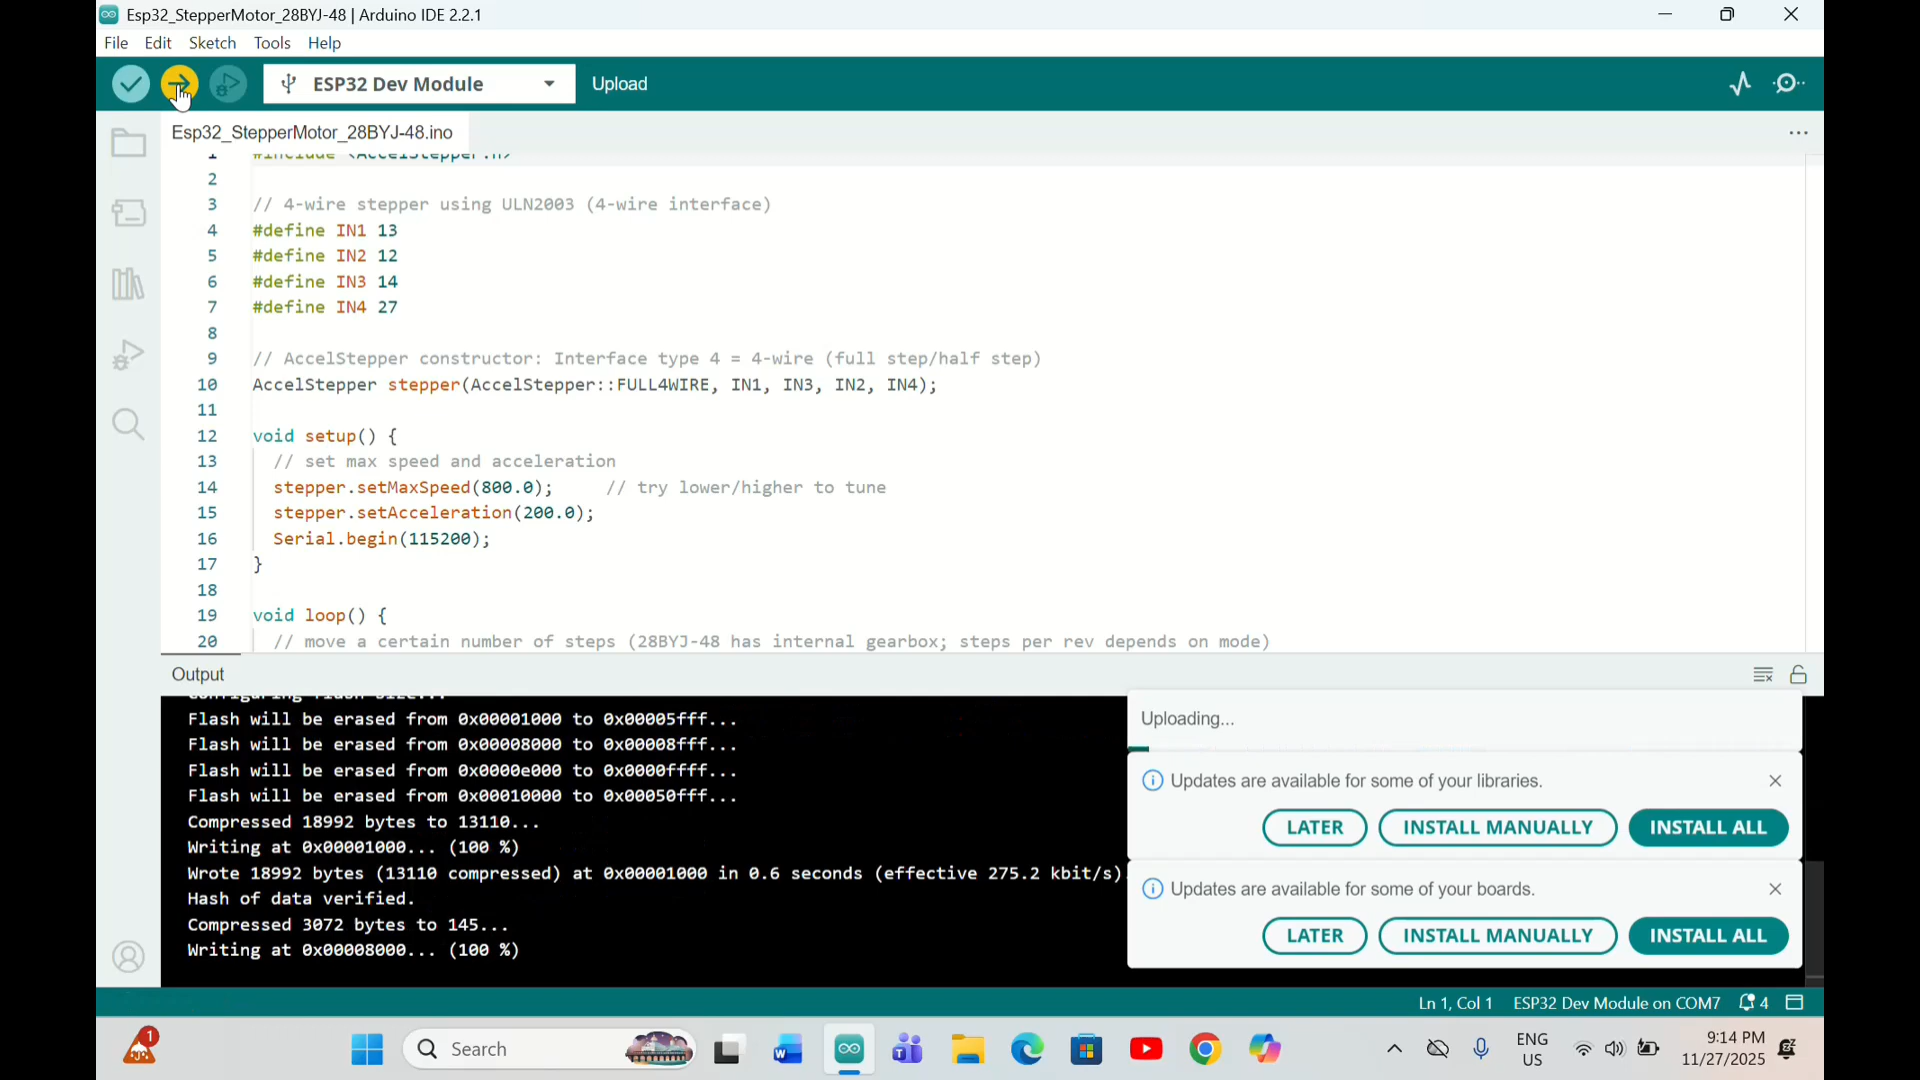 Esp32_StepperMotor_28BYJ-48 | Arduino IDE 2.2.1
File Edit Sketch Tools Help
ESP32 Dev Module Upload
Esp32_StepperMotor_28BYJ-48.ino
1 #include <AccelStepper.h>
2
3 // 4-wire stepper using ULN2003 (4-wire interface)
4 #define IN1 13
5 #define IN2 12
6 #define IN3 14
7 #define IN4 27
8
9 // AccelStepper constructor: Interface type 4 = 4-wire (full step/half step)
10 AccelStepper stepper(AccelStepper::FULL4WIRE, IN1, IN3, IN2, IN4);
11
12 void setup() {
13 // set max speed and acceleration
14 stepper.setMaxSpeed(800.0); // try lower/higher to tune
15 stepper.setAcceleration(200.0);
16 Serial.begin(115200);
17 }
18
19 void loop() {
20 // move a certain number of steps (28BYJ-48 has internal gearbox; steps per rev depends on mode)
Output
Configuring flash size...
Flash will be erased from 0x00001000 to 0x00005fff...
Flash will be erased from 0x00008000 to 0x00008fff...
Flash will be erased from 0x0000e000 to 0x0000ffff...
Flash will be erased from 0x00010000 to 0x00050fff...
Compressed 18992 bytes to 13110...
Writing at 0x00001000... (100 %)
Wrote 18992 bytes (13110 compressed) at 0x00001000 in 0.6 seconds (effective 275.2 kbit/s)
Hash of data verified.
Compressed 3072 bytes to 145...
Writing at 0x00008000... (100 %)
Uploading...
Updates are available for some of your libraries.
LATER INSTALL MANUALLY INSTALL ALL
Updates are available for some of your boards.
LATER INSTALL MANUALLY INSTALL ALL
Ln 1, Col 1 ESP32 Dev Module on COM7 4
1
Search
ENG
US
9:14 PM
11/27/2025